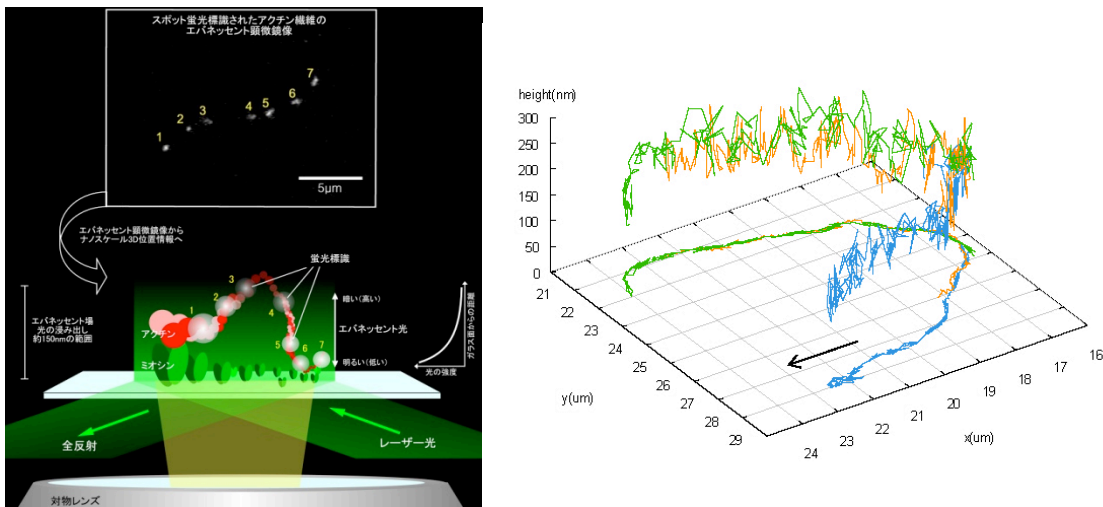 スポット蛍光標識されたアクチン繊維の
エバネッセント顕微鏡像
1
2
3
4
5
6
7
5μm
エバネッセント顕微鏡像から
ナノスケール3D位置情報へ
蛍光標識
3
2
1
4
5
6
7
暗い(高い)
エバネッセント光
明るい(低い)
ガラス面からの距離
光の強度
エバネッセント場
光の浸み出し
約150nmの範囲
アクチン
ミオシン
全反射
レーザー光
対物レンズ
height(nm)
300
250
200
150
100
50
0
21
22
23
24
25
26
27
28
29
y(um)
24
23
22
21
20
19
18
17
16
x(um)